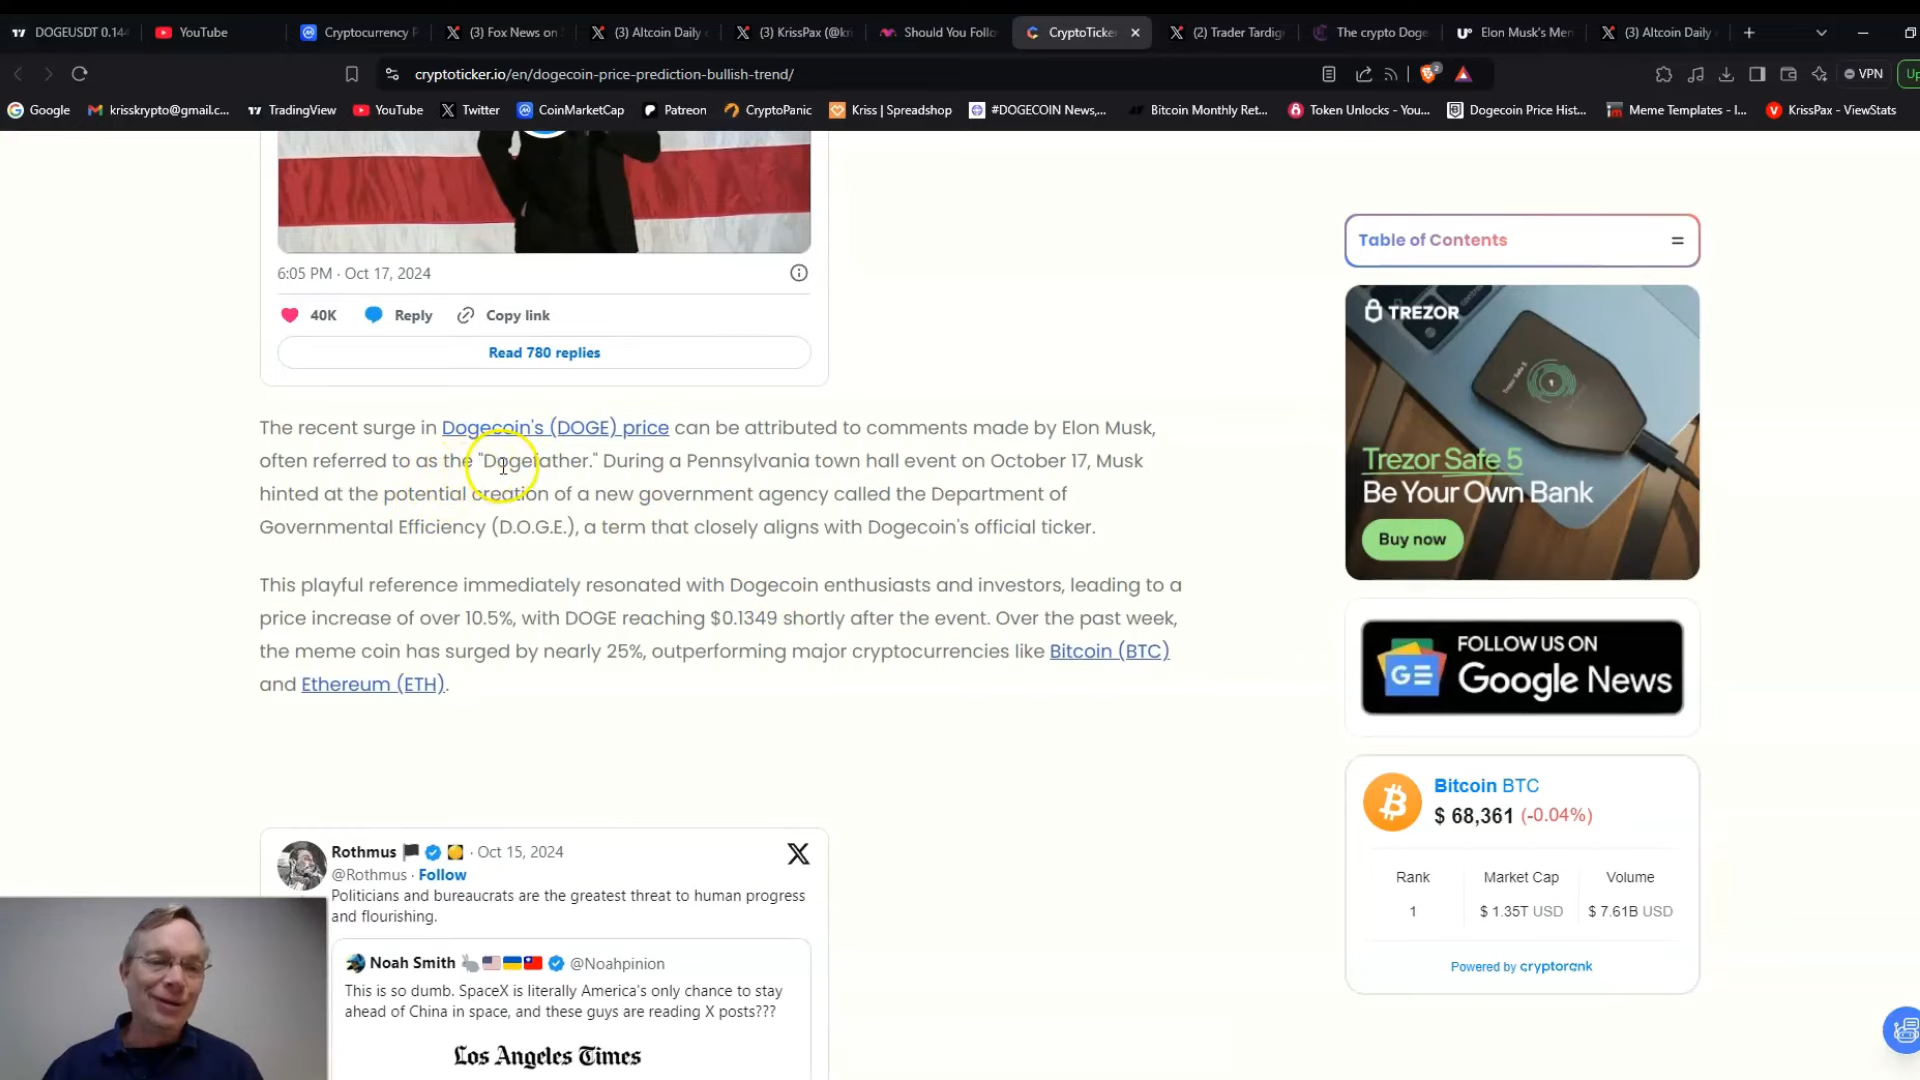 DOGEUSDT 0.144
YouTube
Cryptocurrency P
(3) Fox News on
(3) Altcoin Daily
(3) KrissPax (@kri
Should You Follo
CryptoTicke
(2) Trader Tardig
The crypto Doge
Elon Musk's Mem
(3) Altcoin Daily
cryptoticker.io/en/dogecoin-price-prediction-bullish-trend/
2
VPN
Up
Google
krisskrypto@gmail.c...
TradingView
YouTube
Twitter
CoinMarketCap
Patreon
CryptoPanic
Kriss | Spreadshop
#DOGECOIN News,...
Bitcoin Monthly Ret...
Token Unlocks - You...
Dogecoin Price Hist...
Meme Templates - I...
KrissPax - ViewStats
6:05 PM · Oct 17, 2024
40K
Reply
Copy link
Read 780 replies
The recent surge in Dogecoin's (DOGE) price can be attributed to comments made by Elon Musk,
often referred to as the "Dogefather." During a Pennsylvania town hall event on October 17, Musk
hinted at the potential creation of a new government agency called the Department of
Governmental Efficiency (D.O.G.E.), a term that closely aligns with Dogecoin's official ticker.
This playful reference immediately resonated with Dogecoin enthusiasts and investors, leading to a
price increase of over 10.5%, with DOGE reaching $0.1349 shortly after the event. Over the past week,
the meme coin has surged by nearly 25%, outperforming major cryptocurrencies like Bitcoin (BTC)
and Ethereum (ETH).
Rothmus · Oct 15, 2024
@Rothmus · Follow
Politicians and bureaucrats are the greatest threat to human progress
and flourishing.
Noah Smith @Noahpinion
This is so dumb. SpaceX is literally America's only chance to stay
ahead of China in space, and these guys are reading X posts???
Los Angeles Times
Table of Contents
TREZOR
Trezor Safe 5
Be Your Own Bank
Buy now
FOLLOW US ON
Google News
Bitcoin BTC
$ 68,361 (-0.04%)
Rank
Market Cap
Volume
1
$ 1.35T USD
$ 7.61B USD
Powered by cryptorank